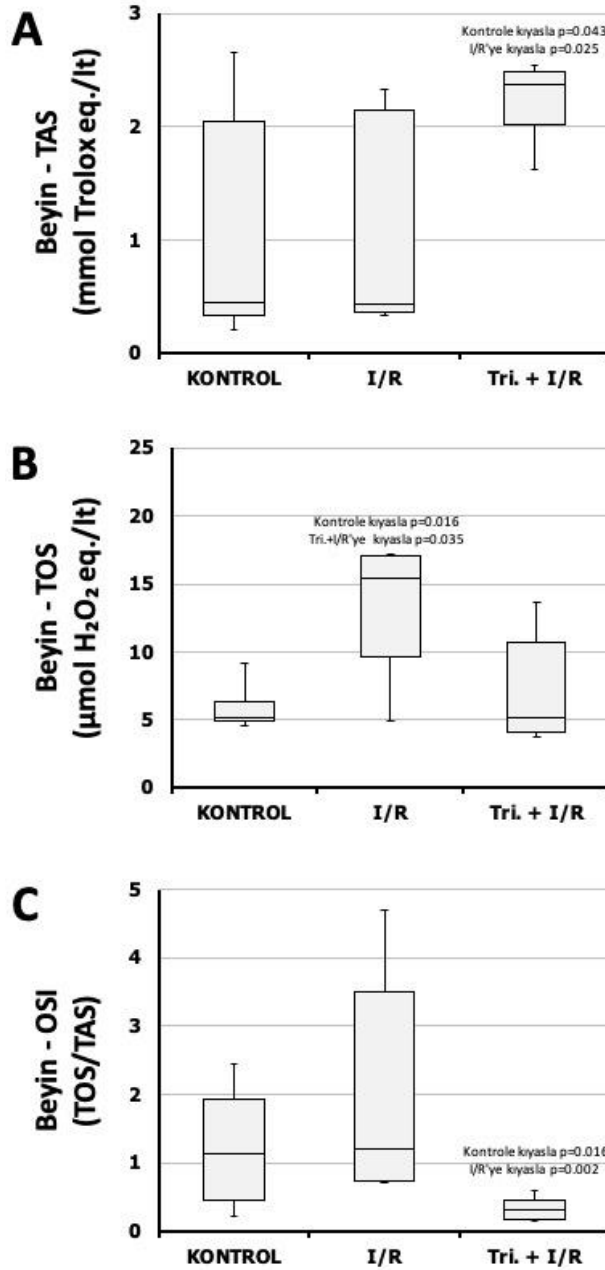 A
Beyin - TAS
(mmol Trolox eq./lt)
3
2
1
0
Kontrole kıyasla p=0.043
I/R'ye kıyasla p=0.025
KONTROL I/R Tri. + I/R
B
Beyin - TOS
(µmol H₂O₂ eq./lt)
25
20
15
10
5
0
Kontrole kıyasla p=0.016
Tri.+I/R'ye kıyasla p=0.035
KONTROL I/R Tri. + I/R
C
Beyin - OSI
(TOS/TAS)
5
4
3
2
1
0
Kontrole kıyasla p=0.016
I/R'ye kıyasla p=0.002
KONTROL I/R Tri. + I/R